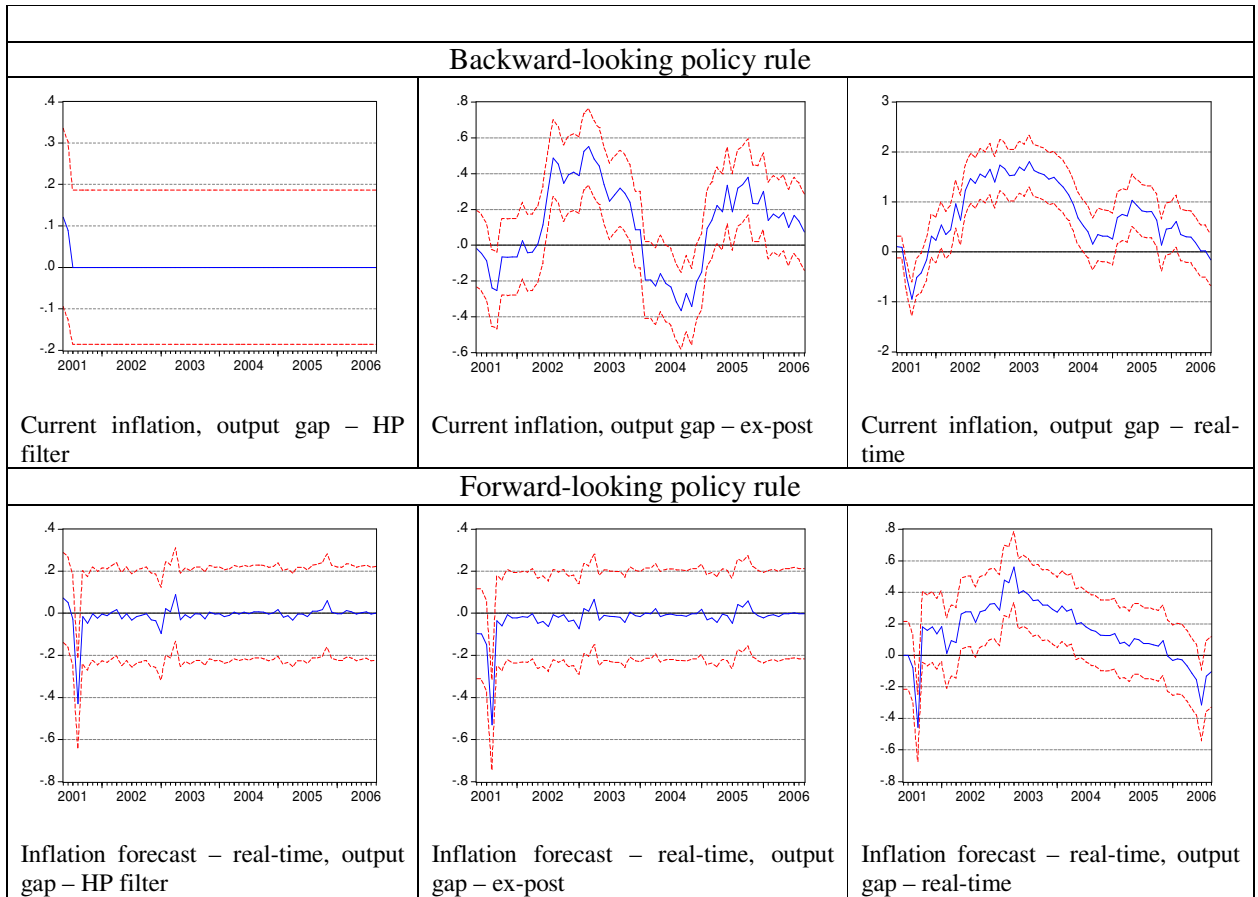 Backward-looking policy rule
.4
.3
.2
.1
.0
-.1
-.2
2001 2002 2003 2004 2005 2006
Current inflation, output gap – HP
filter
.8
.6
.4
.2
.0
-.2
-.4
-.6
2001 2002 2003 2004 2005 2006
Current inflation, output gap – ex-post
3
2
1
0
-1
-2
2001 2002 2003 2004 2005 2006
Current inflation, output gap – real-
time
Forward-looking policy rule
.4
.2
.0
-.2
-.4
-.6
-.8
2001 2002 2003 2004 2005 2006
Inflation forecast – real-time, output
gap – HP filter
.4
.2
.0
-.2
-.4
-.6
-.8
2001 2002 2003 2004 2005 2006
Inflation forecast – real-time, output
gap – ex-post
.8
.6
.4
.2
.0
-.2
-.4
-.6
-.8
2001 2002 2003 2004 2005 2006
Inflation forecast – real-time, output
gap – real-time